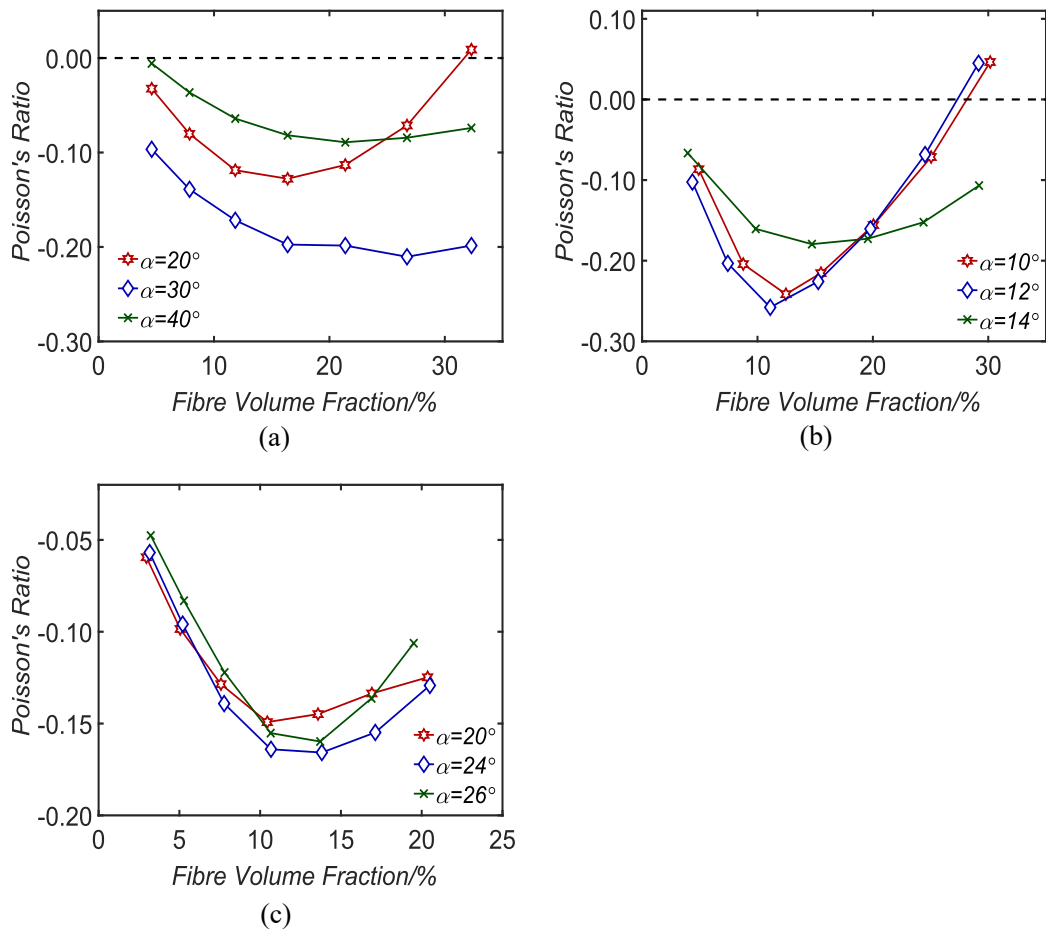 0.00
-0.10
-0.20
-0.30
Poisson's Ratio
α=20°
α=30°
α=40°
0 10 20 30
Fibre Volume Fraction/%
(a)
0.10
0.00
-0.10
-0.20
-0.30
Poisson's Ratio
α=10°
α=12°
α=14°
0 10 20 30
Fibre Volume Fraction/%
(b)
-0.05
-0.10
-0.15
-0.20
Poisson's Ratio
α=20°
α=24°
α=26°
0 5 10 15 20 25
Fibre Volume Fraction/%
(c)